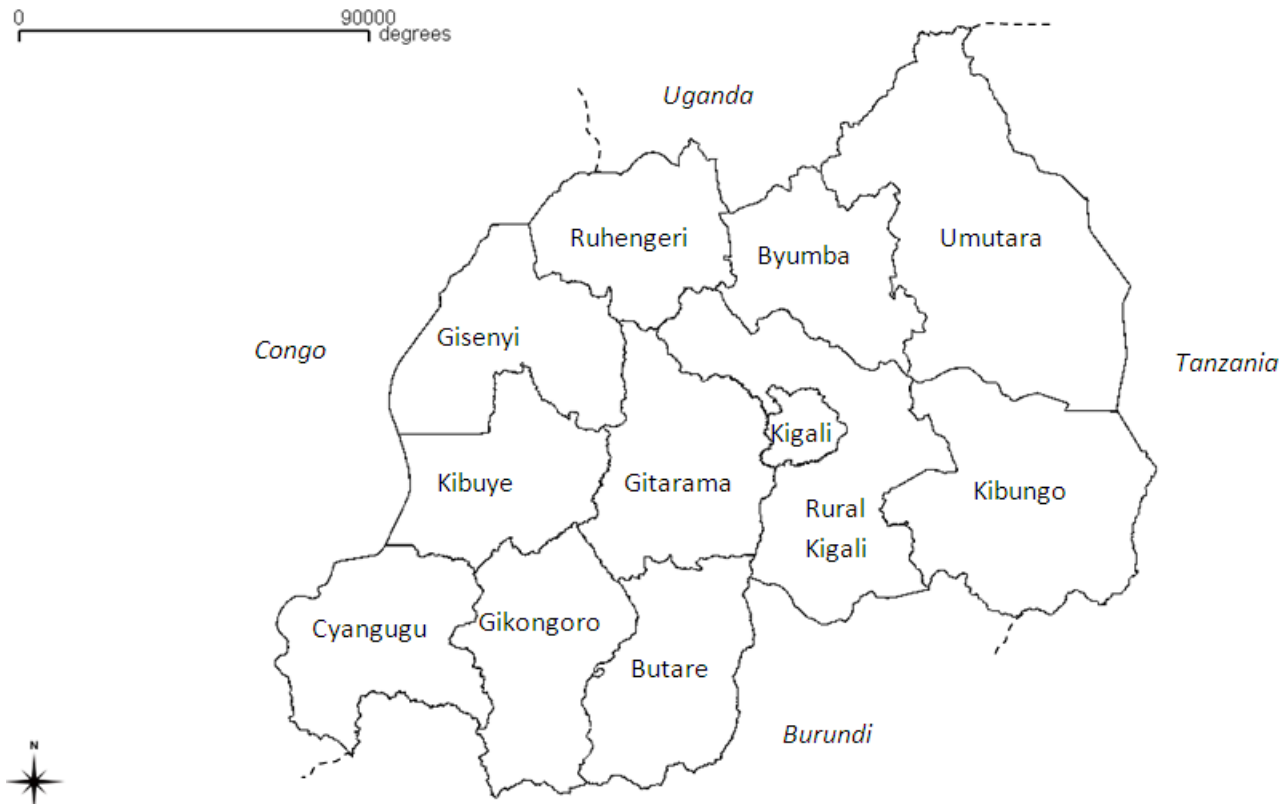 0 90000
degrees
Uganda
Ruhengeri
Byumba
Umutara
Gisenyi
Congo
Tanzania
Kigali
Kibuye
Gitarama
Kibungo
Rural
Kigali
Cyangugu
Gikongoro
Butare
Burundi
N